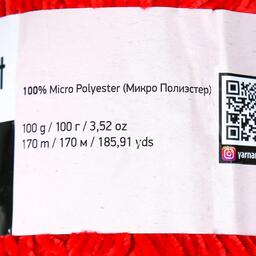 100% Micro Polyester (Микро Полиэстер)
100 g / 100 г / 3,52 oz
170 m / 170 м / 185,91 yds